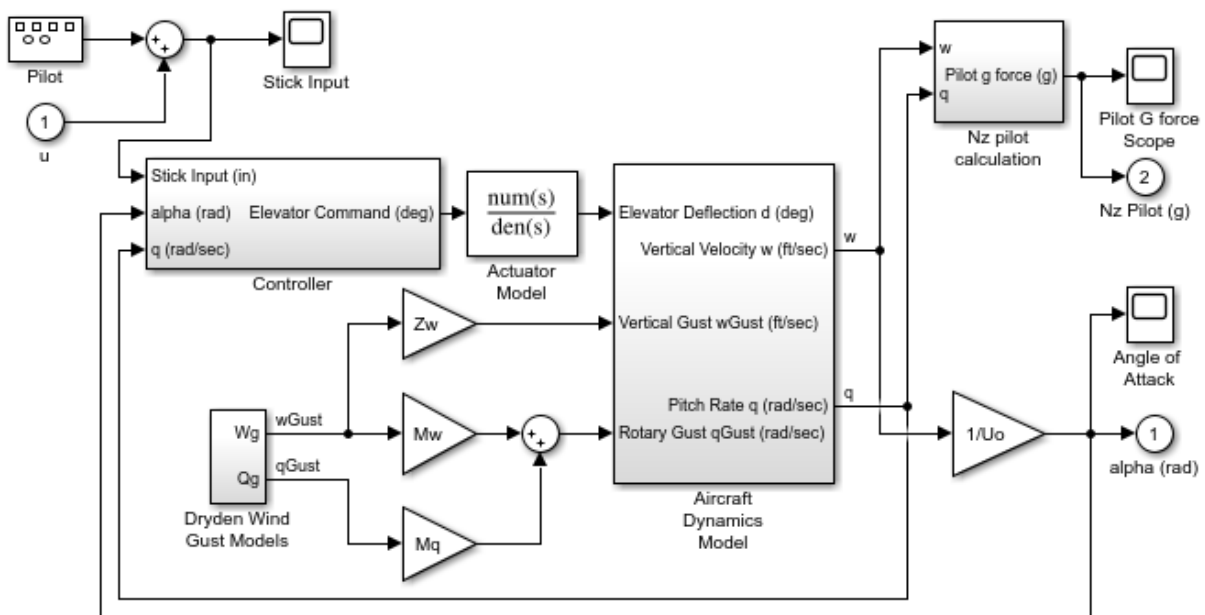 Pilot
Stick Input
1
u
w
Pilot g force (g)
q
Nz pilot
calculation
Pilot G force
Scope
2
Nz Pilot (g)
Stick Input (in)
alpha (rad)
Elevator Command (deg)
q (rad/sec)
Controller
num(s)
den(s)
Actuator
Model
Elevator Deflection d (deg)
Vertical Velocity w (ft/sec)
Vertical Gust wGust (ft/sec)
Pitch Rate q (rad/sec)
Rotary Gust qGust (rad/sec)
Aircraft
Dynamics
Model
w
q
Zw
Mw
Mq
Wg
Qg
wGust
qGust
Dryden Wind
Gust Models
1/Uo
Angle of
Attack
1
alpha (rad)